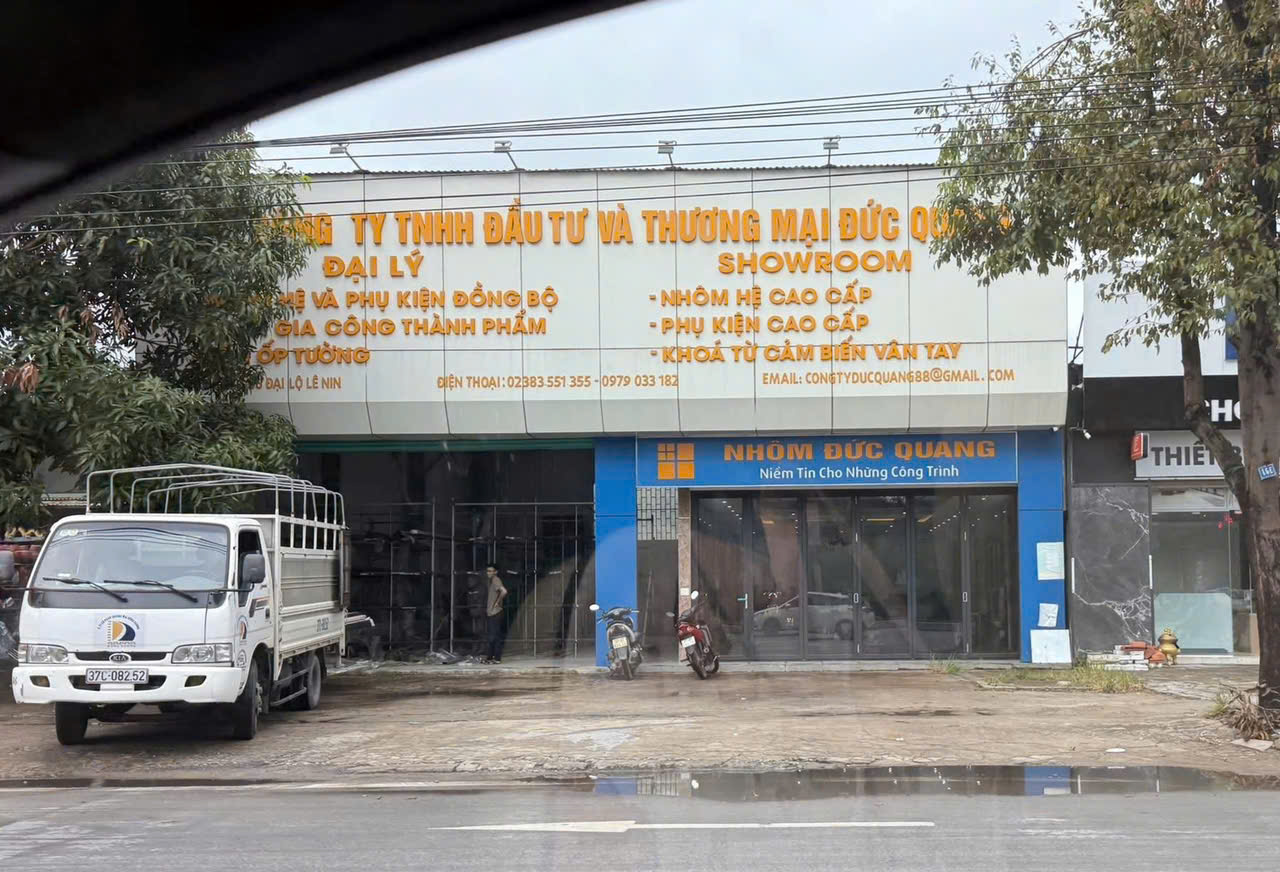 TY TNHH ĐẦU TƯ VÀ THƯƠNG MẠI ĐỨC
ĐẠI LÝ
SHOWROOM
VÀ PHỤ KIỆN ĐỒNG BỘ
GIA CÔNG THÀNH PHẨM
ỐP TƯỜNG
- NHÔM HỆ CAO CẤP
- PHỤ KIỆN CAO CẤP
- KHOÁ TỪ CẢM BIẾN VÂN TAY
ĐẠI LỘ LÊ NIN
ĐIỆN THOẠI: 02383 551 355 - 0979 033 182
EMAIL: CONGTYDUCQUANG88@GMAIL.COM
NHÔM ĐỨC QUANG
Niềm Tin Cho Những Công Trình
THIẾT
KIA
37C-082.52